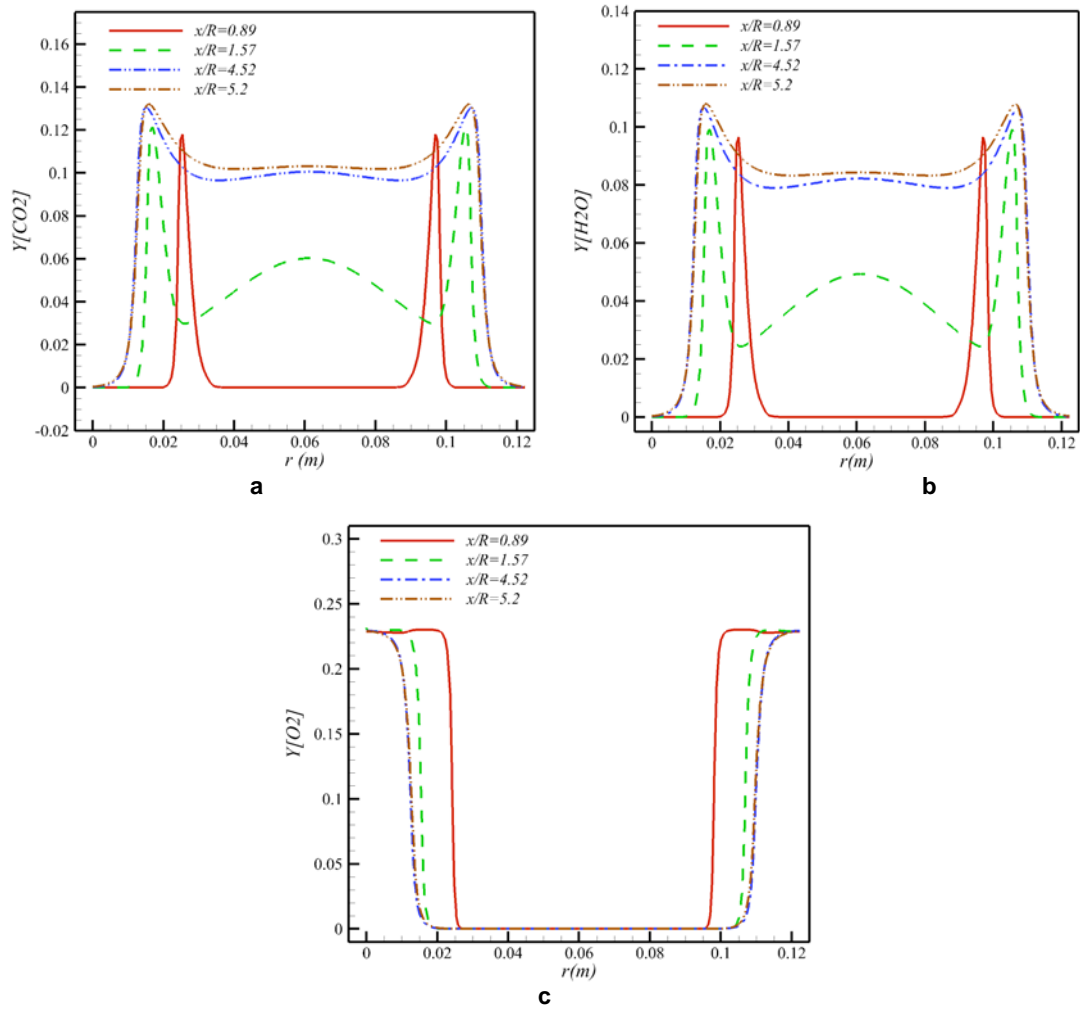 x/R=0.89
x/R=1.57
x/R=4.52
x/R=5.2
0.16
0.14
0.12
0.1
0.08
0.06
0.04
0.02
0
-0.02
Y[CO2]
0 0.02 0.04 0.06 0.08 0.1 0.12
r (m)
a
x/R=0.89
x/R=1.57
x/R=4.52
x/R=5.2
0.14
0.12
0.1
0.08
0.06
0.04
0.02
0
Y[H2O]
0 0.02 0.04 0.06 0.08 0.1 0.12
r(m)
b
x/R=0.89
x/R=1.57
x/R=4.52
x/R=5.2
0.3
0.25
0.2
0.15
0.1
0.05
0
Y[O2]
0 0.02 0.04 0.06 0.08 0.1 0.12
r(m)
c